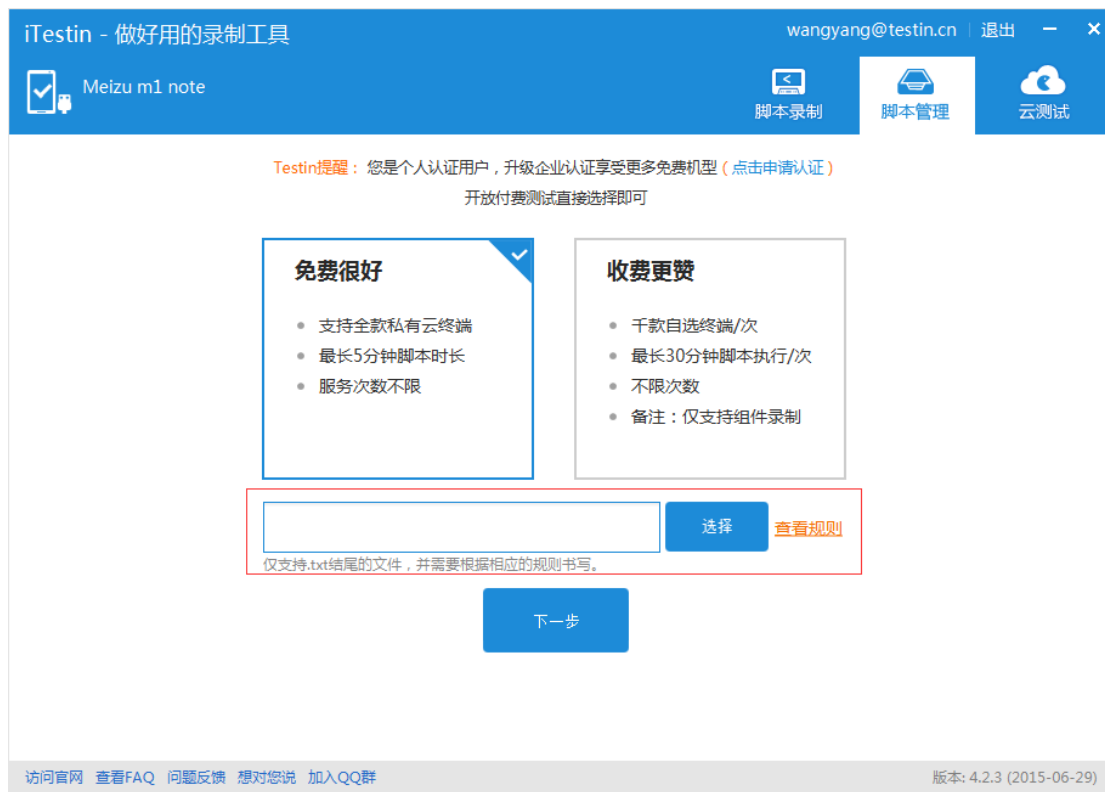 iTestin - 做好用的录制工具
wangyang@testin.cn 退出
Meizu m1 note
脚本录制
脚本管理
云测试
Testin提醒： 您是个人认证用户，升级企业认证享受更多免费机型 ( 点击申请认证 )
开放付费测试直接选择即可
免费很好
支持全款私有云终端
最长5分钟脚本时长
服务次数不限
收费更赞
千款自选终端/次
最长30分钟脚本执行/次
不限次数
备注：仅支持组件录制
选择
查看规则
仅支持.txt结尾的文件，并需要根据相应的规则书写。
下一步
访问官网 查看FAQ 问题反馈 想对您说 加入QQ群
版本: 4.2.3 (2015-06-29)